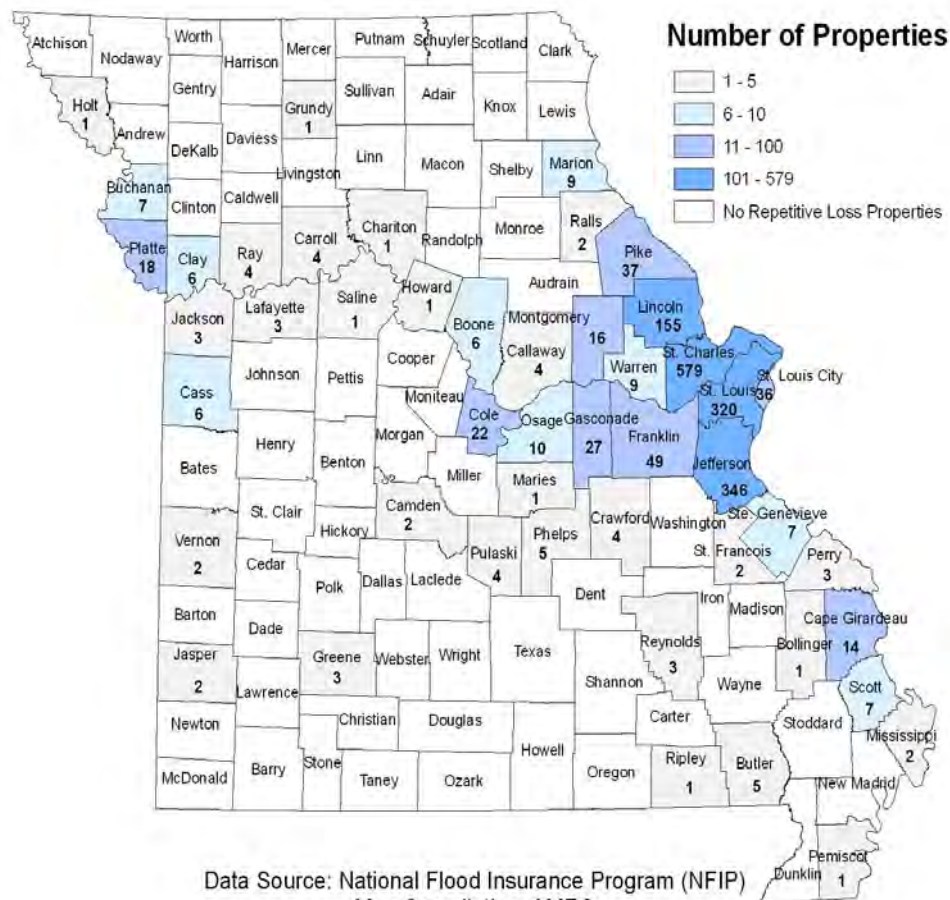 Number of Properties
1 - 5
6 - 10
11 - 100
101 - 579
No Repetitive Loss Properties
Atchison
Nodaway
Worth
Harrison
Mercer
Putnam
Schuyler
Scotland
Clark
Holt
1
Gentry
Grundy
1
Sullivan
Adair
Knox
Lewis
Andrew
DeKalb
Daviess
Livingston
Linn
Macon
Shelby
Marion
9
Buchanan
7
Clinton
Caldwell
Platte
18
Clay
6
Ray
4
Carroll
4
Chariton
1
Randolph
Monroe
Ralls
2
Pike
37
Audrain
Jackson
3
Lafayette
3
Saline
1
Howard
1
Boone
6
Montgomery
16
Callaway
4
Lincoln
155
Warren
9
St. Charles
579
St. Louis
320
St. Louis City
36
Cass
6
Johnson
Pettis
Cooper
Moniteau
Cole
22
Osage
10
Gasconade
27
Franklin
49
Jefferson
346
Bates
Henry
Benton
Morgan
Miller
Maries
1
Camden
2
St. Clair
Hickory
Pulaski
4
Phelps
5
Crawford
4
Washington
Ste. Genevieve
7
St. Francois
2
Perry
3
Vernon
2
Cedar
Polk
Dallas
Laclede
Dent
Iron
Madison
Cape Girardeau
14
Bollinger
1
Barton
Dade
Jasper
2
Greene
3
Webster
Wright
Texas
Reynolds
3
Shannon
Wayne
Scott
7
Lawrence
Newton
Christian
Douglas
Howell
Carter
Stoddard
Mississippi
2
McDonald
Barry
Stone
Taney
Ozark
Oregon
Ripley
1
Butler
5
New Madrid
Pemiscot
1
Dunklin
Data Source: National Flood Insurance Program (NFIP)